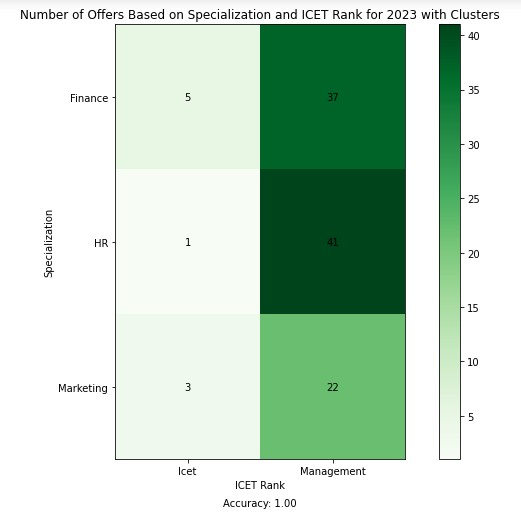 Number of Offers Based on Specialization and ICET Rank for 2023 with Clusters
40
35
30
25
20
15
10
5
Specialization
Finance
5 37
HR
1 41
Marketing
3 22
Icet Management
ICET Rank
Accuracy: 1.00